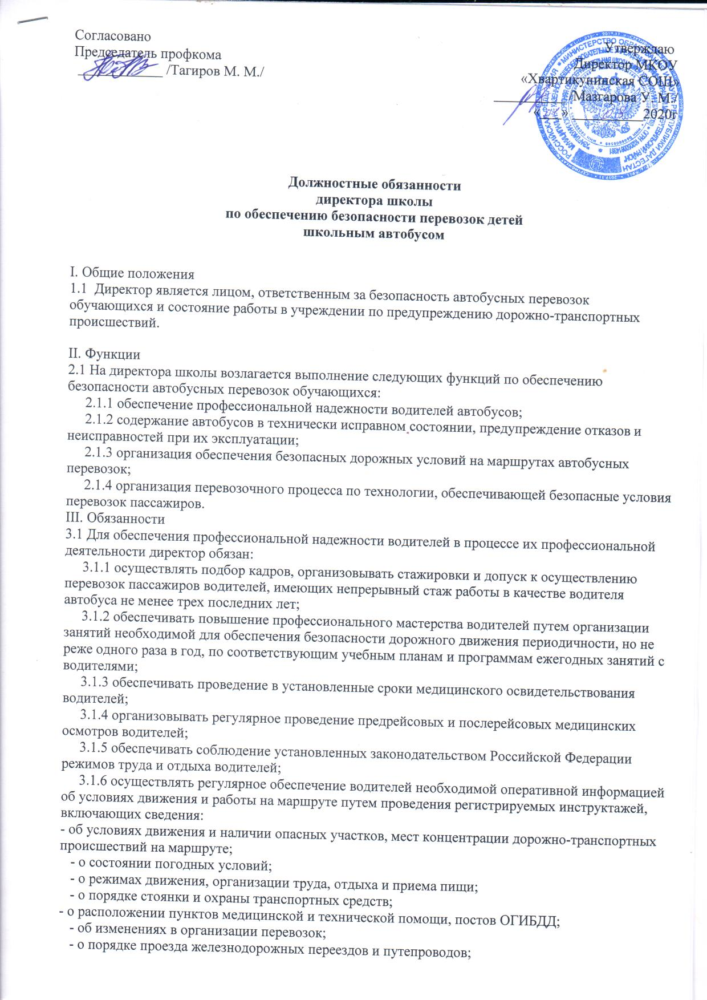 Согласовано
Председатель профкома
____________ /Тагиров М. М./
Утверждаю
Директор МКОУ
«Хвартикунинская СОШ»
__________ /Мазгарова У. М./
«___» __________2020г
Должностные обязанности
директора школы
по обеспечению безопасности перевозок детей
школьным автобусом
I. Общие положения
1.1 Директор является лицом, ответственным за безопасность автобусных перевозок
обучающихся и состояние работы в учреждении по предупреждению дорожно-транспортных
происшествий.
II. Функции
2.1 На директора школы возлагается выполнение следующих функций по обеспечению
безопасности автобусных перевозок обучающихся:
2.1.1 обеспечение профессиональной надежности водителей автобусов;
2.1.2 содержание автобусов в технически исправном состоянии, предупреждение отказов и
неисправностей при их эксплуатации;
2.1.3 организация обеспечения безопасных дорожных условий на маршрутах автобусных
перевозок;
2.1.4 организация перевозочного процесса по технологии, обеспечивающей безопасные условия
перевозок пассажиров.
III. Обязанности
3.1 Для обеспечения профессиональной надежности водителей в процессе их профессиональной
деятельности директор обязан:
3.1.1 осуществлять подбор кадров, организовывать стажировки и допуск к осуществлению
перевозок пассажиров водителей, имеющих непрерывный стаж работы в качестве водителя
автобуса не менее трех последних лет;
3.1.2 обеспечивать повышение профессионального мастерства водителей путем организации
занятий необходимой для обеспечения безопасности дорожного движения периодичности, но не
реже одного раза в год, по соответствующим учебным планам и программам ежегодных занятий с
водителями;
3.1.3 обеспечивать проведение в установленные сроки медицинского освидетельствования
водителей;
3.1.4 организовывать регулярное проведение предрейсовых и послерейсовых медицинских
осмотров водителей;
3.1.5 обеспечивать соблюдение установленных законодательством Российской Федерации
режимов труда и отдыха водителей;
3.1.6 осуществлять регулярное обеспечение водителей необходимой оперативной информацией
об условиях движения и работы на маршруте путем проведения регистрируемых инструктажей,
включающих сведения:
- об условиях движения и наличии опасных участков, мест концентрации дорожно-транспортных
происшествий на маршруте;
- о состоянии погодных условий;
- о режимах движения, организации труда, отдыха и приема пищи;
- о порядке стоянки и охраны транспортных средств;
- о расположении пунктов медицинской и технической помощи, постов ОГИБДД;
- об изменениях в организации перевозок;
- о порядке проезда железнодорожных переездов и путепроводов;